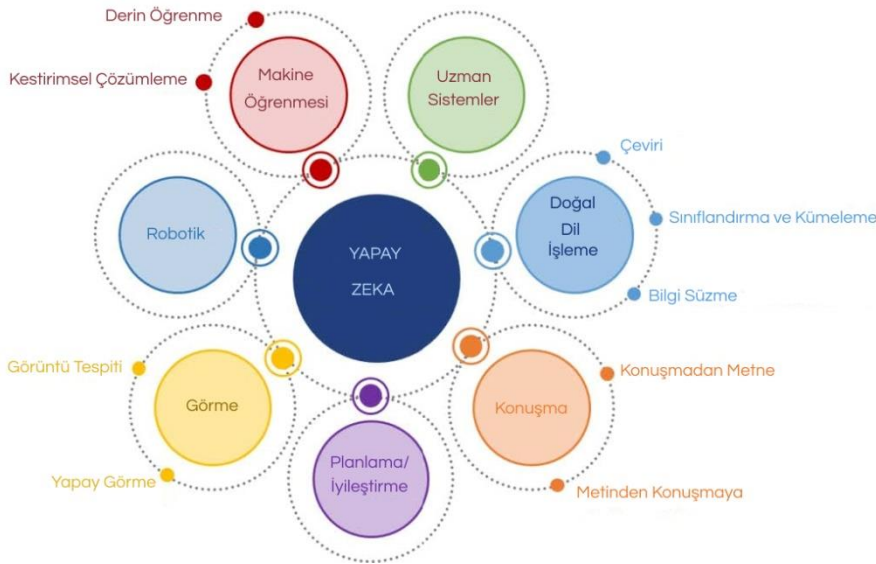 Derin Öğrenme
Kestirimsel Çözümleme
Makine
Öğrenmesi
Uzman
Sistemler
Çeviri
Sınıflandırma ve Kümeleme
Bilgi Süzme
Doğal
Dil
İşleme
Robotik
YAPAY
ZEKA
Görüntü Tespiti
Yapay Görme
Görme
Konuşmadan Metne
Konuşma
Metinden Konuşmaya
Planlama/
İyileştirme